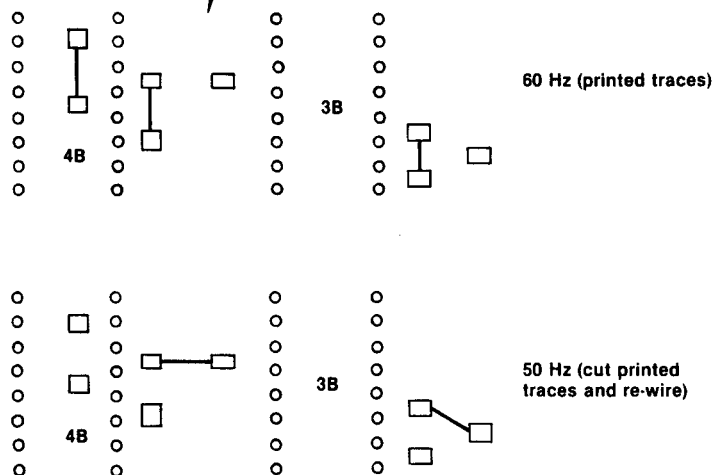 60 Hz (printed traces)
3B
4B
50 Hz (cut printed
traces and re-wire)
3B
4B